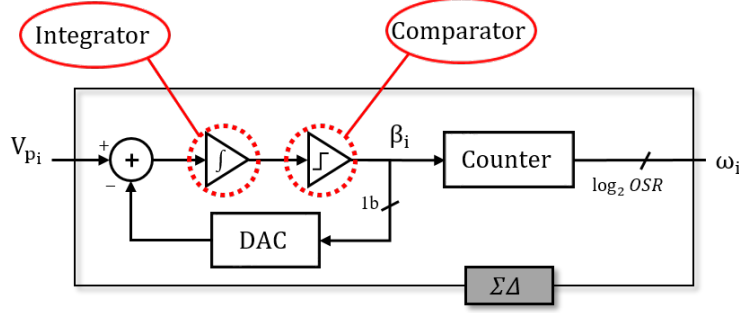 Integrator
Comparator
V_{p_i}
+
−
+
∫
β_i
Counter
ω_i
1b
log₂ OSR
DAC
ΣΔ